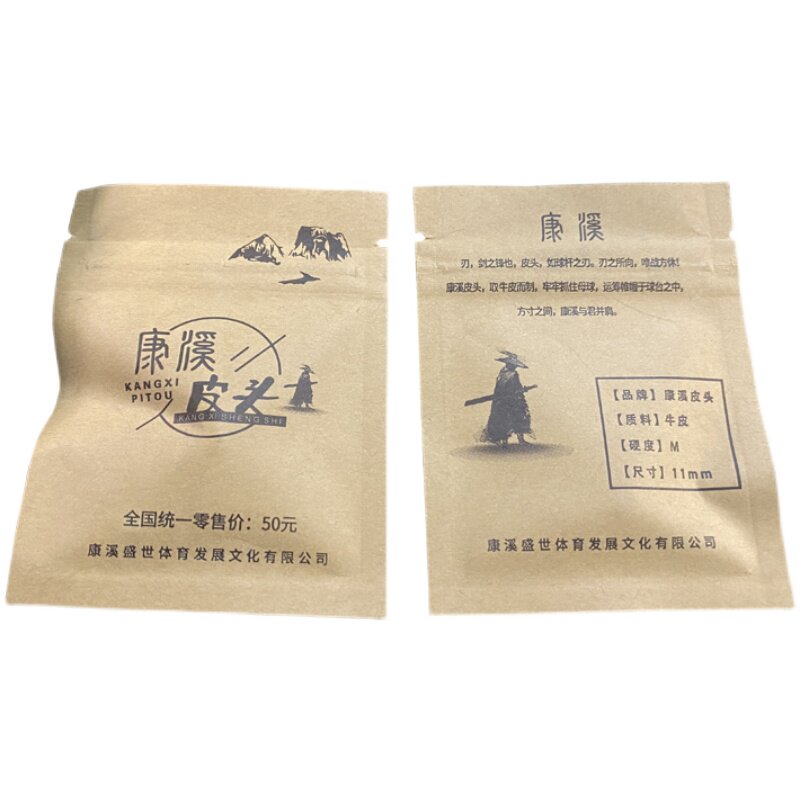 康溪
KANGXI
PITOU
皮头
KANG XI SHENG SHI
全国统一零售价：50元
康溪盛世体育发展文化有限公司
康溪
刃，剑之锋也，皮头，如球杆之刃。刃之所向，啼战方休！
康溪皮头，取牛皮而制。牢牢抓住母球，运筹帷幄于球台之中，
方寸之间，康溪与君并肩。
【品牌】康溪皮头
【质料】牛皮
【硬度】M
【尺寸】11mm
康溪盛世体育发展文化有限公司